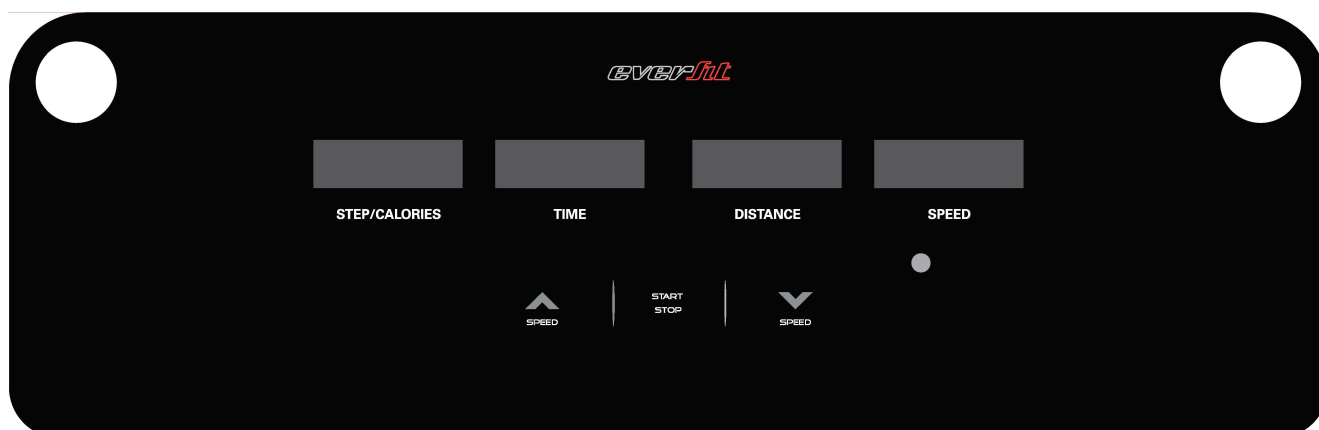 everfit
STEP/CALORIES TIME DISTANCE SPEED
START
STOP
SPEED SPEED